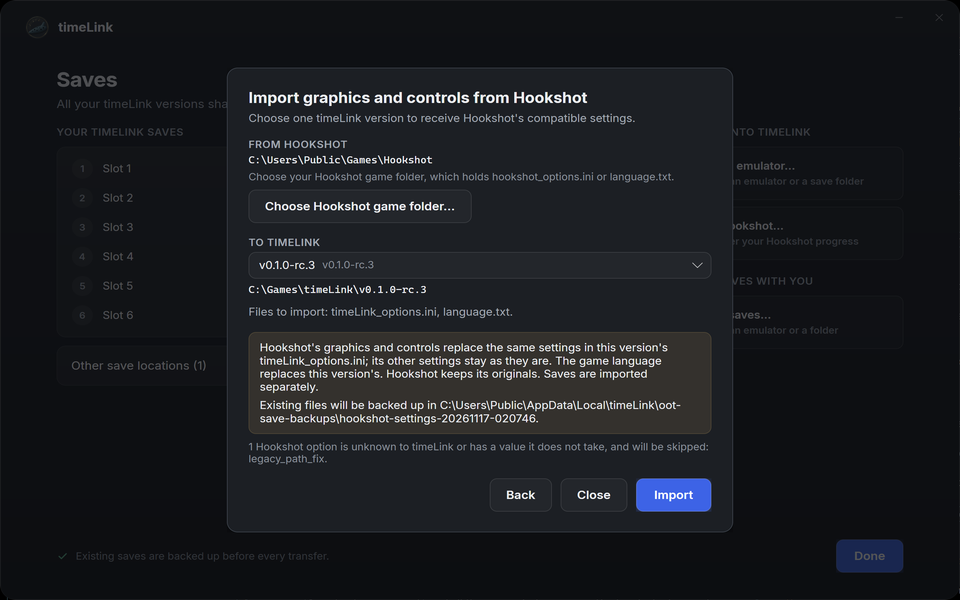 timeLink
Saves
All your timeLink versions sha
YOUR TIMELINK SAVES
1 Slot 1
2 Slot 2
3 Slot 3
4 Slot 4
5 Slot 5
6 Slot 6
Other save locations (1)
Import graphics and controls from Hookshot
Choose one timeLink version to receive Hookshot's compatible settings.
FROM HOOKSHOT
C:\Users\Public\Games\Hookshot
Choose your Hookshot game folder, which holds hookshot_options.ini or language.txt.
Choose Hookshot game folder...
TO TIMELINK
v0.1.0-rc.3 v0.1.0-rc.3
C:\Games\timeLink\v0.1.0-rc.3
Files to import: timeLink_options.ini, language.txt.
Hookshot's graphics and controls replace the same settings in this version's
timeLink_options.ini; its other settings stay as they are. The game language
replaces this version's. Hookshot keeps its originals. Saves are imported
separately.
Existing files will be backed up in C:\Users\Public\AppData\Local\timeLink\oot-
save-backups\hookshot-settings-20261117-020746.
1 Hookshot option is unknown to timeLink or has a value it does not take, and will be skipped:
legacy_path_fix.
Back
Close
Import
NTO TIMELINK
emulator...
n emulator or a save folder
okshot...
er your Hookshot progress
VES WITH YOU
saves...
n emulator or a folder
Existing saves are backed up before every transfer.
Done